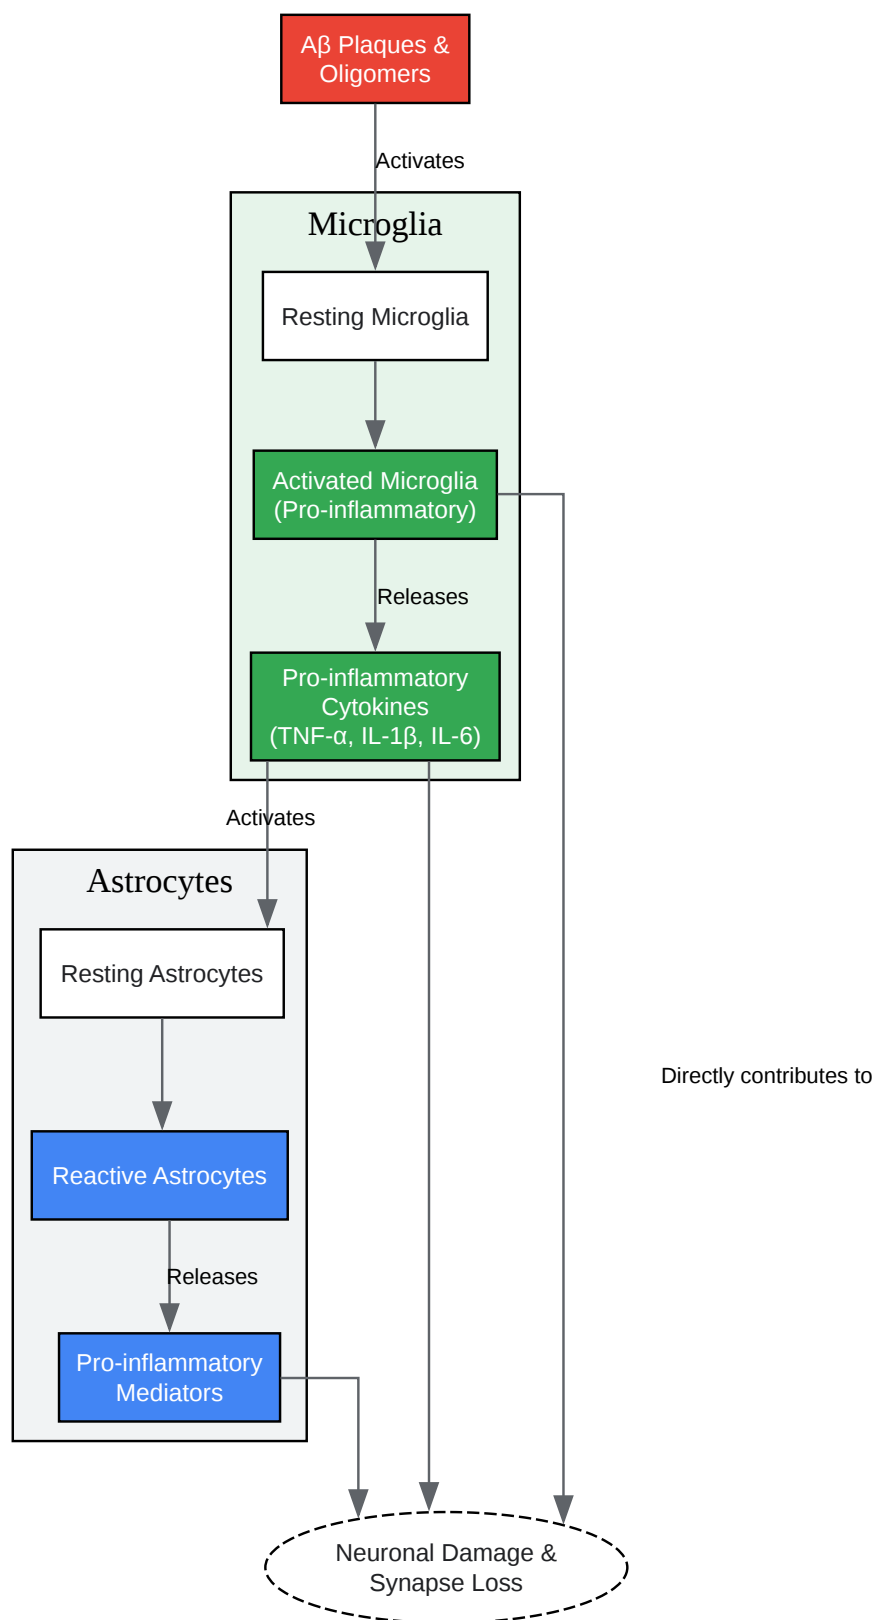 Aβ Plaques &
Oligomers
Activates
Microglia
Resting Microglia
Activated Microglia
(Pro-inflammatory)
Releases
Pro-inflammatory
Cytokines
(TNF-α, IL-1β, IL-6)
Activates
Astrocytes
Resting Astrocytes
Directly contributes to
Reactive Astrocytes
Releases
Pro-inflammatory
Mediators
Neuronal Damage &
Synapse Loss